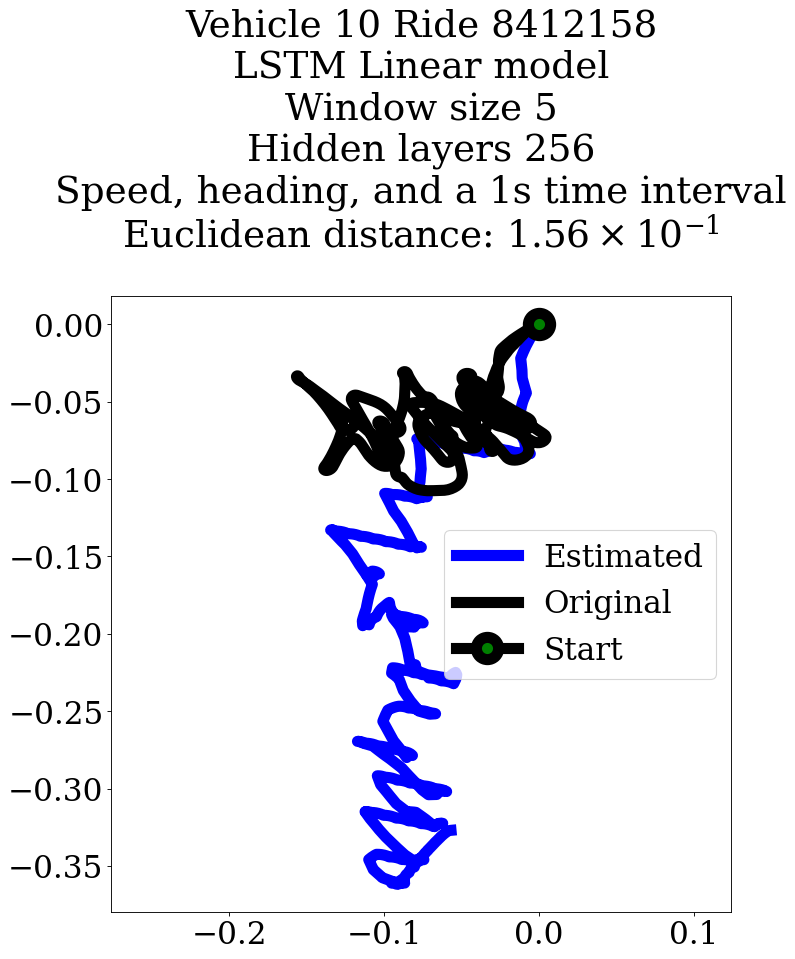 Vehicle 10 Ride 8412158
LSTM Linear model
Window size 5
Hidden layers 256
Speed, heading, and a 1s time interval
Euclidean distance: 1.56 × 10⁻¹
0.00
−0.05
−0.10
−0.15
−0.20
−0.25
−0.30
−0.35
Estimated
Original
Start
−0.2
−0.1
0.0
0.1